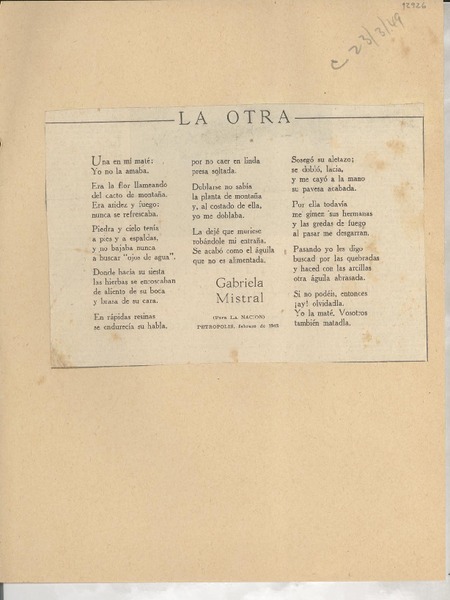 12926
C 23/3/49
LA OTRA
Una en mí maté:
Yo no la amaba.
Era la flor llameando
del cacto de montaña.
Era aridez y fuego:
nunca se refrescaba.
Piedra y cielo tenía
a pies y a espaldas,
y no bajaba nunca
a buscar "ojos de agua".
Donde hacía su siesta
las hierbas se enroscaban
de aliento de su boca
y brasa de su cara.
En rápidas resinas
se endurecía su habla,
por no caer en linda
presa soltada.
Doblarse no sabía
la planta de montaña
y, al costado de ella,
yo me doblaba.
La dejé que muriese
robándole mi entraña.
Se acabó como el águila
que no es alimentada.
Sosegó su aletazo;
se dobló, lacia,
y me cayó a la mano
su pavesa acabada.
Por ella todavía
me gimen sus hermanas
y las gredas de fuego
al pasar me desgarran.
Pasando yo les digo
buscad por las quebradas
y haced con las arcillas
otra águila abrasada.
Si no podéis, entonces
¡ay! olvidadla.
Yo la maté. Vosotros
también matadla.
Gabriela
Mistral
(Para LA NACION)
PETROPOLIS, febrero de